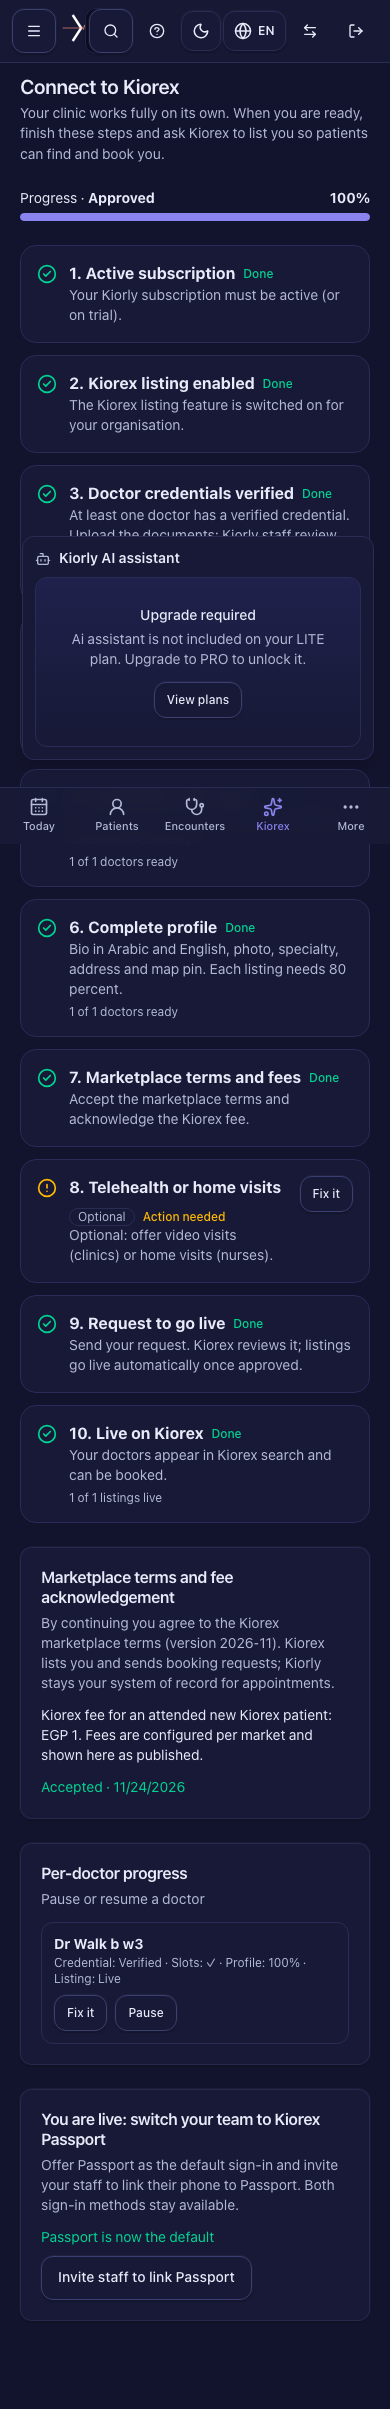 EN
Connect to Kiorex
Your clinic works fully on its own. When you are ready,
finish these steps and ask Kiorex to list you so patients
can find and book you.
Progress · Approved 100%
1. Active subscription Done
Your Kiorly subscription must be active (or
on trial).
2. Kiorex listing enabled Done
The Kiorex listing feature is switched on for
your organisation.
3. Doctor credentials verified Done
At least one doctor has a verified credential.
Upload the documents; Kiorly staff review
Kiorly AI assistant
Upgrade required
Ai assistant is not included on your LITE
plan. Upgrade to PRO to unlock it.
View plans
Today
Patients
Encounters
Kiorex
More
1 of 1 doctors ready
6. Complete profile Done
Bio in Arabic and English, photo, specialty,
address and map pin. Each listing needs 80
percent.
1 of 1 doctors ready
7. Marketplace terms and fees Done
Accept the marketplace terms and
acknowledge the Kiorex fee.
8. Telehealth or home visits
Fix it
Optional Action needed
Optional: offer video visits
(clinics) or home visits (nurses).
9. Request to go live Done
Send your request. Kiorex reviews it; listings
go live automatically once approved.
10. Live on Kiorex Done
Your doctors appear in Kiorex search and
can be booked.
1 of 1 listings live
Marketplace terms and fee
acknowledgement
By continuing you agree to the Kiorex
marketplace terms (version 2026-11). Kiorex
lists you and sends booking requests; Kiorly
stays your system of record for appointments.
Kiorex fee for an attended new Kiorex patient:
EGP 1. Fees are configured per market and
shown here as published.
Accepted · 11/24/2026
Per-doctor progress
Pause or resume a doctor
Dr Walk b w3
Credential: Verified · Slots: ✓ · Profile: 100% ·
Listing: Live
Fix it
Pause
You are live: switch your team to Kiorex
Passport
Offer Passport as the default sign-in and invite
your staff to link their phone to Passport. Both
sign-in methods stay available.
Passport is now the default
Invite staff to link Passport